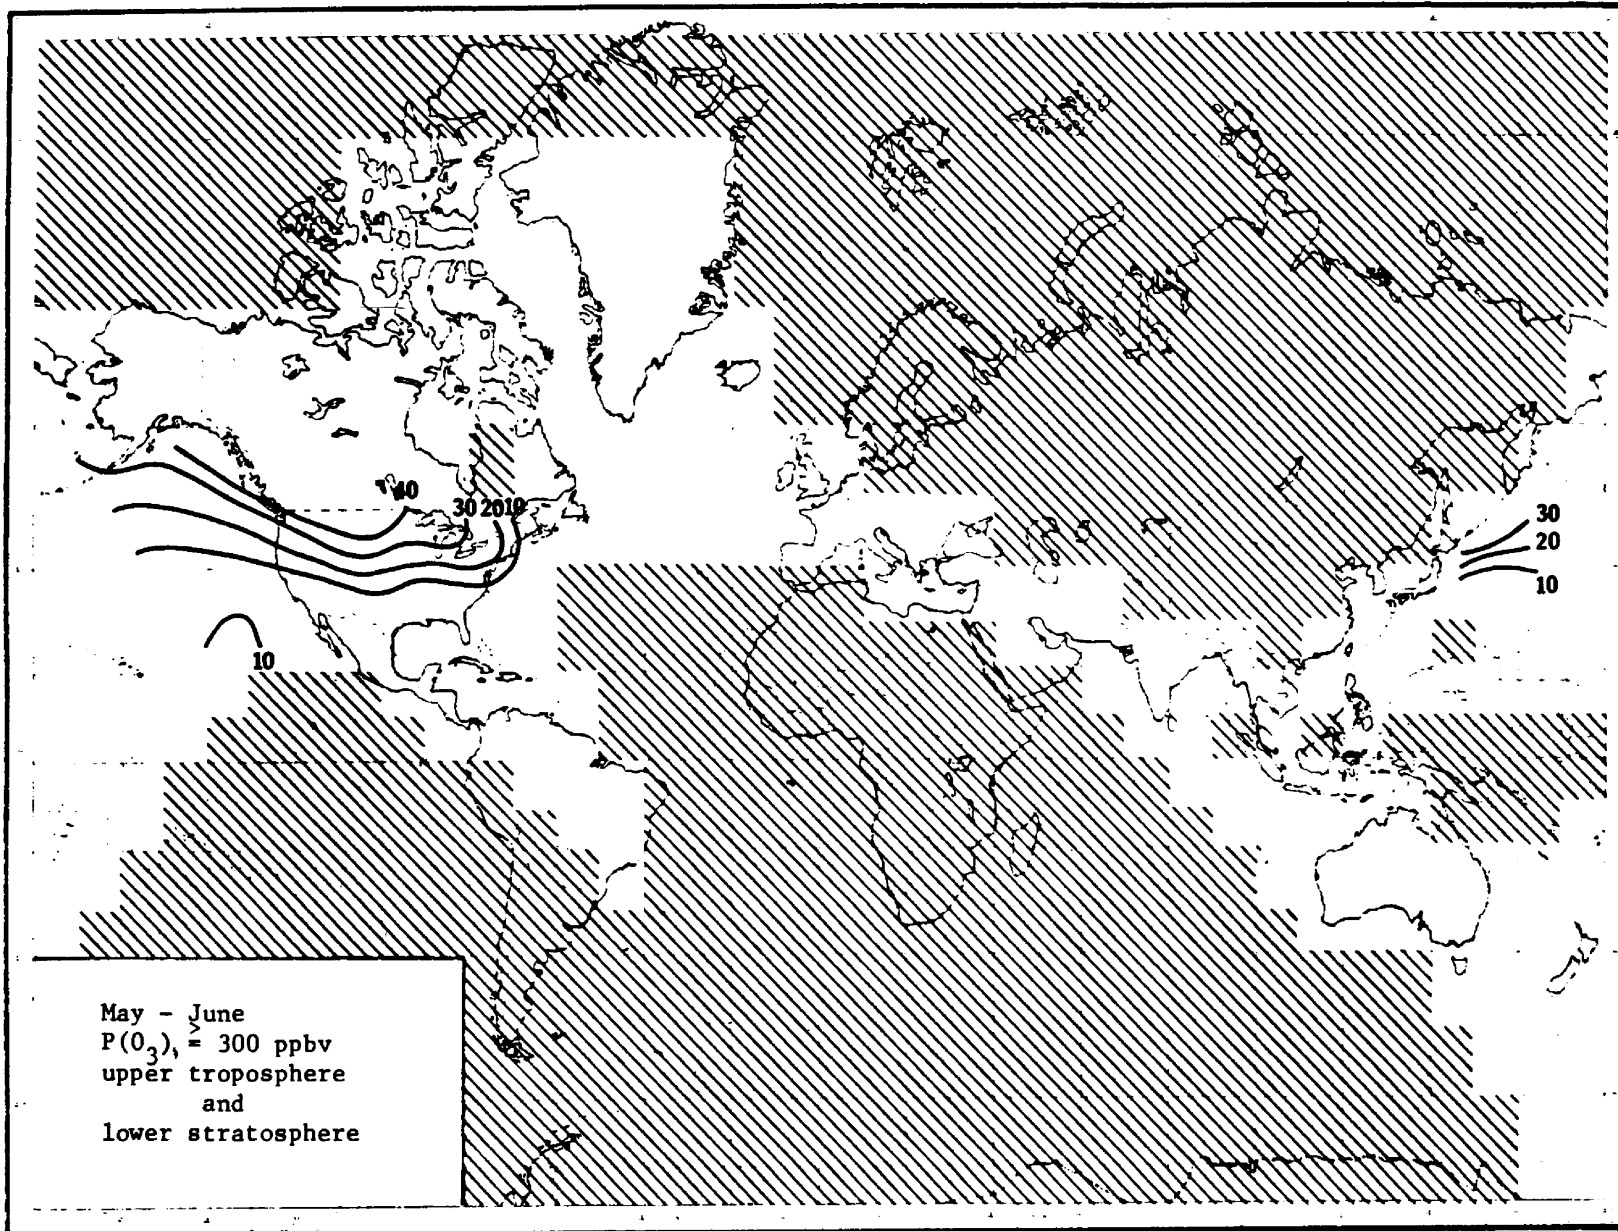 40
30 20 10
30
20
10
10
May - June
P(O3), ≧ 300 ppbv
upper troposphere
and
lower stratosphere